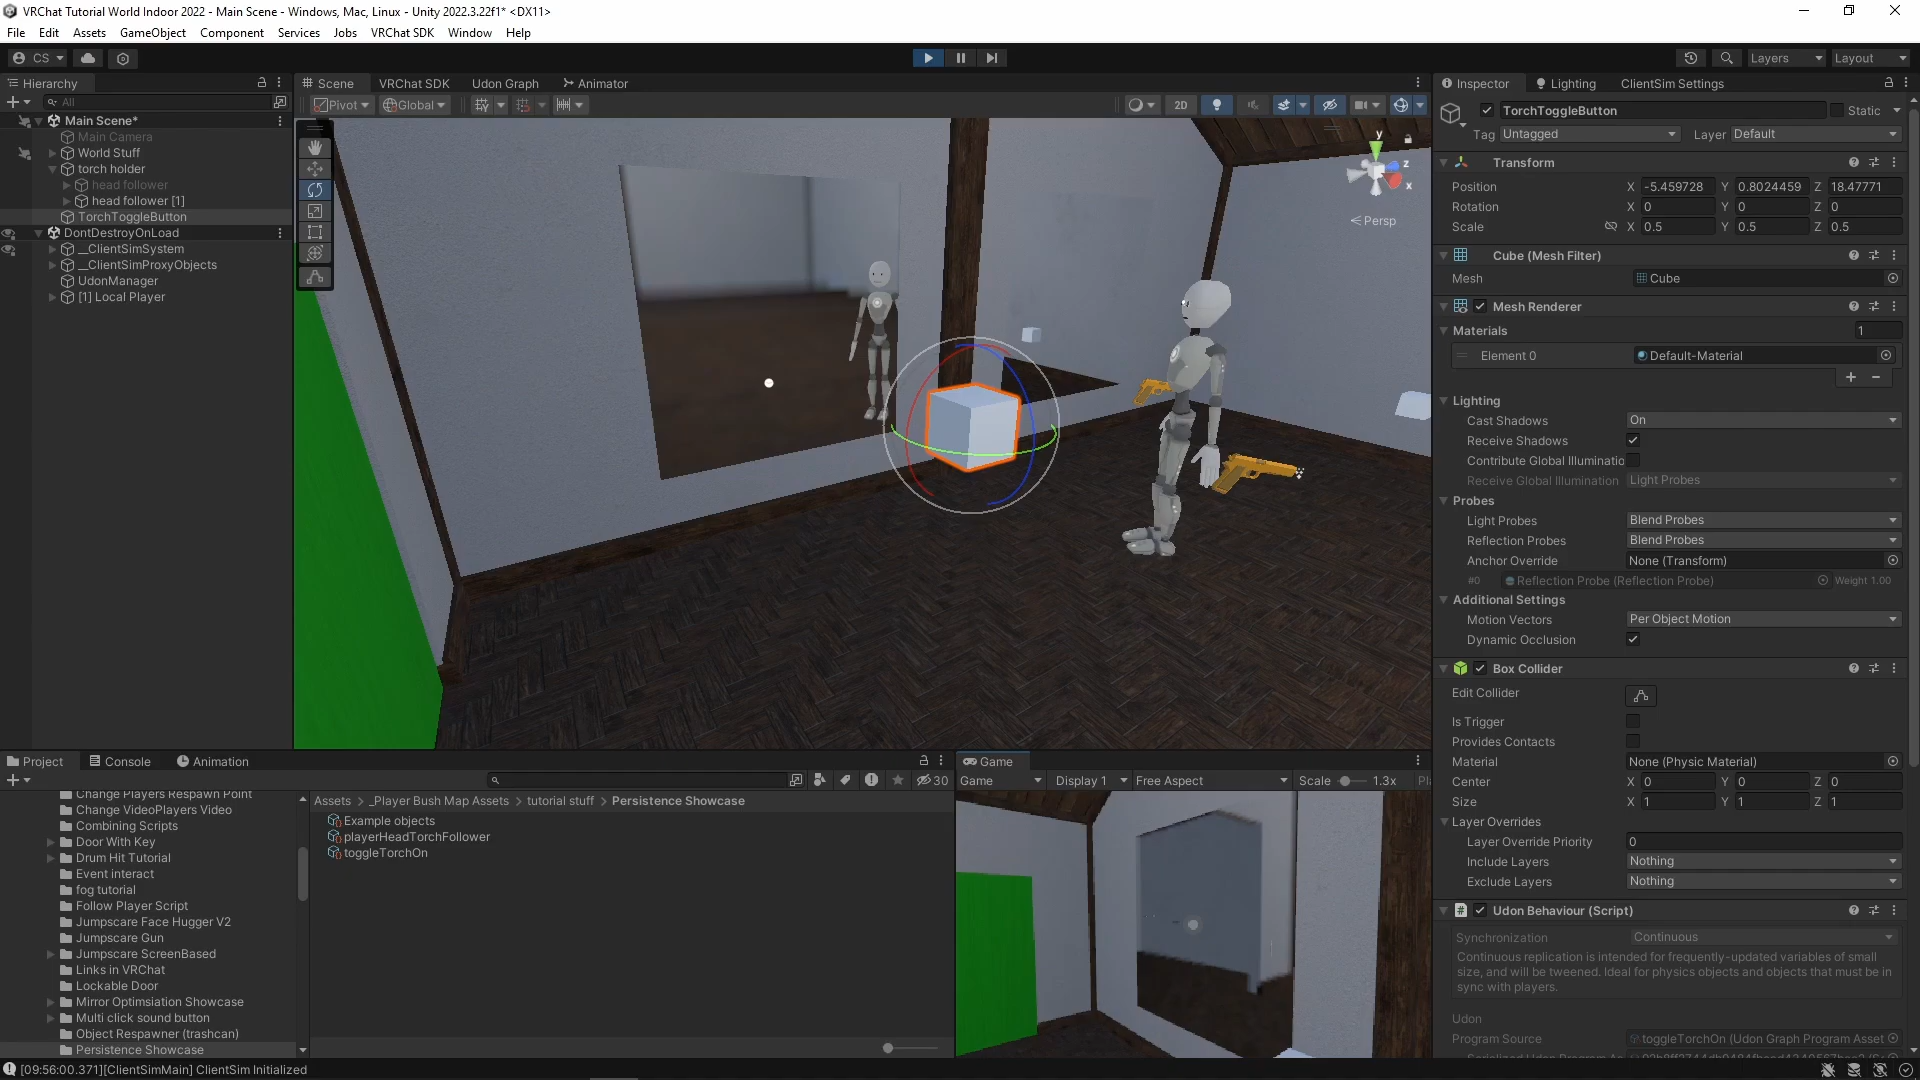 VRChat Tutorial World Indoor 2022 - Main Scene - Windows, Mac, Linux - Unity 2022.3.22f1* <DX11>
File Edit Assets GameObject Component Services Jobs VRChat SDK Window Help
CS
Layers
Layout
Hierarchy
All
Main Scene*
Main Camera
World Stuff
torch holder
head follower
head follower [1]
TorchToggleButton
DontDestroyOnLoad
__ClientSimSystem
__ClientSimProxyObjects
UdonManager
[1] Local Player
Scene VRChat SDK Udon Graph Animator
Pivot Global
2D
y
z
x
Persp
Inspector Lighting ClientSim Settings
TorchToggleButton Static
Tag Untagged Layer Default
Transform
Position X -5.459728 Y 0.8024459 Z 18.47771
Rotation X 0 Y 0 Z 0
Scale X 0.5 Y 0.5 Z 0.5
Cube (Mesh Filter)
Mesh Cube
Mesh Renderer
Materials 1
Element 0 Default-Material
Lighting
Cast Shadows On
Receive Shadows
Contribute Global Illuminatio
Receive Global Illumination Light Probes
Probes
Light Probes Blend Probes
Reflection Probes Blend Probes
Anchor Override None (Transform)
#0 Reflection Probe (Reflection Probe) Weight 1.00
Additional Settings
Motion Vectors Per Object Motion
Dynamic Occlusion
Box Collider
Edit Collider
Is Trigger
Provides Contacts
Material None (Physic Material)
Center X 0 Y 0 Z 0
Size X 1 Y 1 Z 1
Layer Overrides
Layer Override Priority 0
Include Layers Nothing
Exclude Layers Nothing
Udon Behaviour (Script)
Synchronization Continuous
Continuous replication is intended for frequently-updated variables of small
size, and will be tweened. Ideal for physics objects and objects that must be in
sync with players.
Udon
Program Source toggleTorchOn (Udon Graph Program Asset
Project Console Animation
30
Change Players Respawn Point
Change VideoPlayers Video
Combining Scripts
Door With Key
Drum Hit Tutorial
Event interact
fog tutorial
Follow Player Script
Jumpscare Face Hugger V2
Jumpscare Gun
Jumpscare ScreenBased
Links in VRChat
Lockable Door
Mirror Optimsiation Showcase
Multi click sound button
Object Respawner (trashcan)
Persistence Showcase
Assets > _Player Bush Map Assets > tutorial stuff > Persistence Showcase
Example objects
playerHeadTorchFollower
toggleTorchOn
Game
Game Display 1 Free Aspect Scale 1.3x Pl
[09:56:00.371][ClientSimMain] ClientSim Initialized